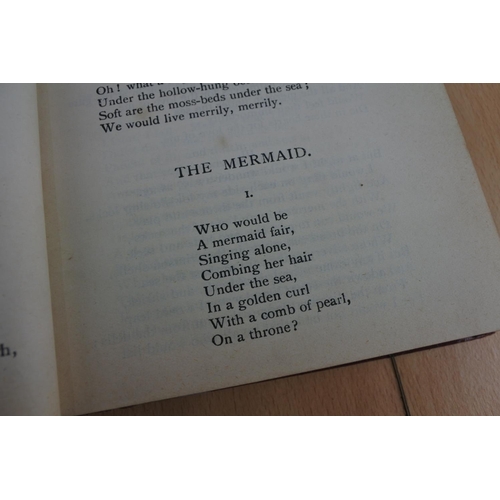 Oh! what a
Under the hollow-hung
Soft are the moss-beds under the sea;
We would live merrily, merrily.
THE MERMAID.
I.
WHO would be
A mermaid fair,
Singing alone,
Combing her hair
Under the sea,
In a golden curl
With a comb of pearl,
On a throne?
h,